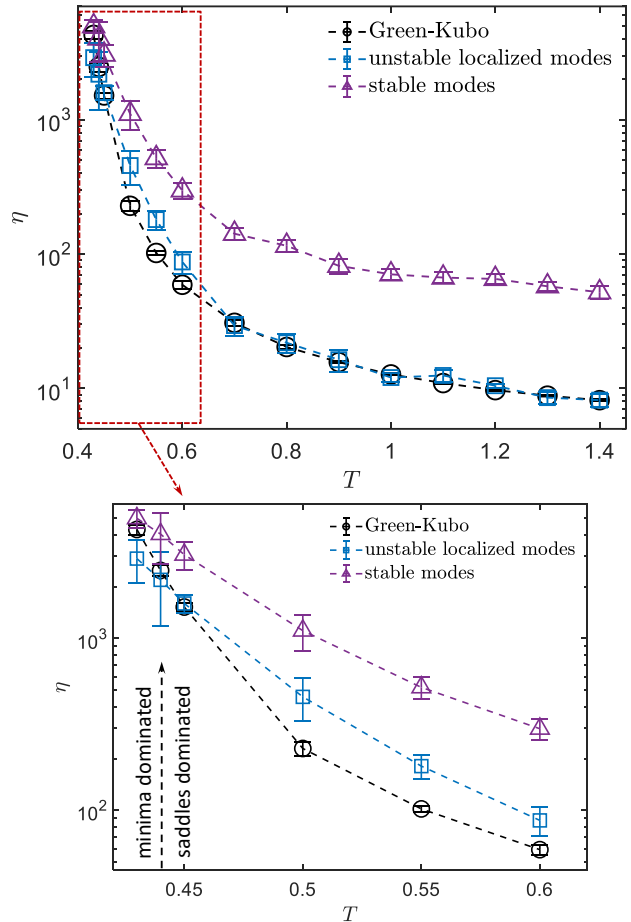 Green-Kubo
unstable localized modes
stable modes
10³
10²
10¹
η
0.4 0.6 0.8 1 1.2 1.4
T
Green-Kubo
unstable localized modes
stable modes
10³
10²
η
minima dominated
saddles dominated
0.45 0.5 0.55 0.6
T